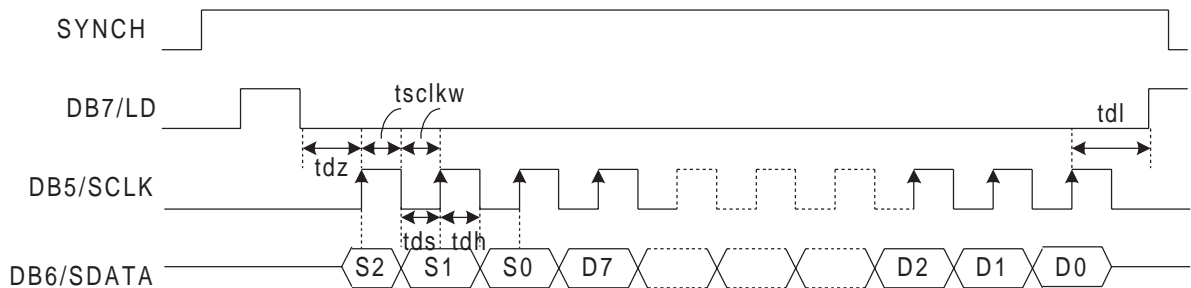 SYNCH
tsclkw
DB7/LD
tdl
tdz
DB5/SCLK
tds tdh
DB6/SDATA S2 S1 S0 D7 D2 D1 D0